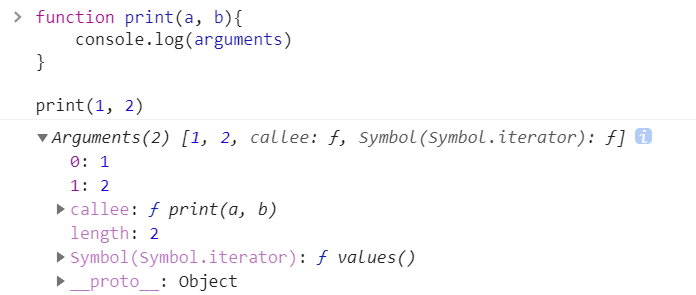 > function print(a, b){
console.log(arguments)
}
print(1, 2)
▼Arguments(2) [1, 2, callee: ƒ, Symbol(Symbol.iterator): ƒ] i
0: 1
1: 2
▶callee: ƒ print(a, b)
length: 2
▶Symbol(Symbol.iterator): ƒ values()
▶__proto__: Object